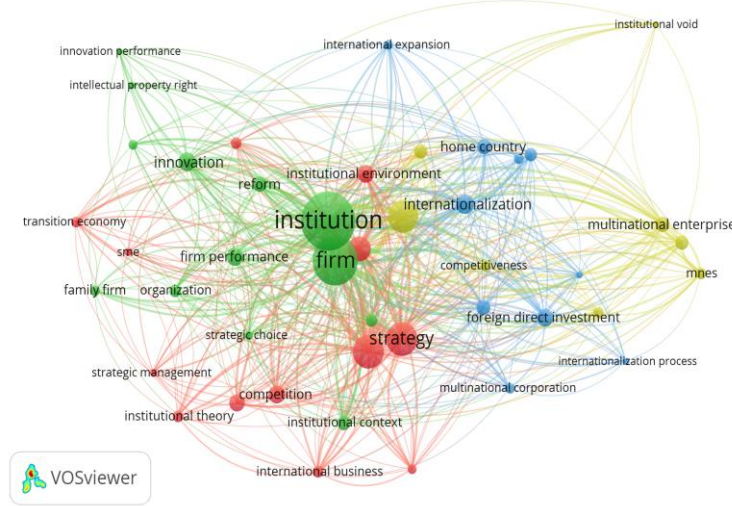 institutional void
innovation performance
international expansion
intellectual property right
home country
innovation
institutional environment
reform
internationalization
institution
transition economy
multinational enterprise
sme
firm performance
firm
competitiveness
mnes
family firm
organization
foreign direct investment
strategic choice
strategy
internationalization process
strategic management
multinational corporation
competition
institutional theory
institutional context
international business
VOSviewer